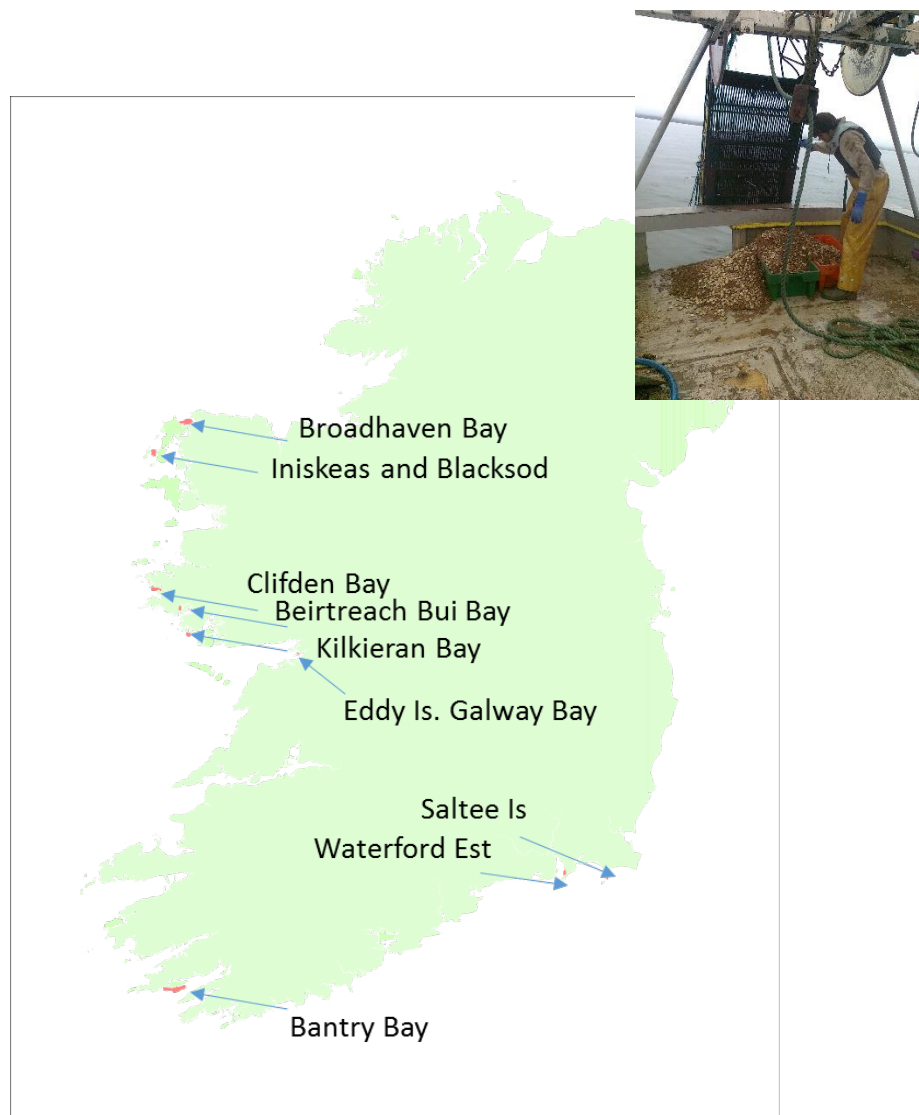 Broadhaven Bay
Iniskeas and Blacksod
Clifden Bay
Beirtreach Bui Bay
Kilkieran Bay
Eddy Is. Galway Bay
Saltee Is
Waterford Est
Bantry Bay